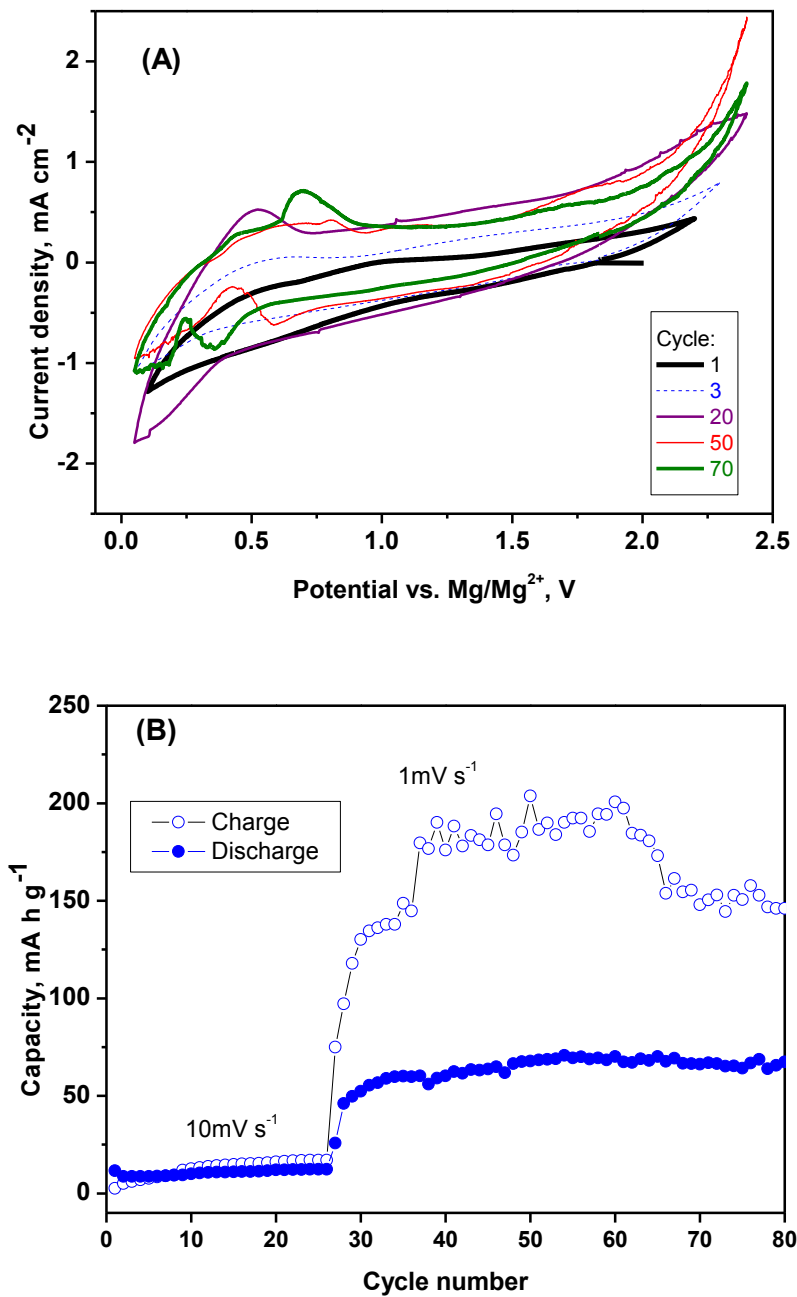 (A)
Current density, mA cm-2
2
1
0
-1
-2
Cycle:
1
3
20
50
70
0.0 0.5 1.0 1.5 2.0 2.5
Potential vs. Mg/Mg2+, V
(B)
Capacity, mA h g-1
250
200
150
100
50
0
1mV s-1
Charge
Discharge
10mV s-1
0 10 20 30 40 50 60 70 80
Cycle number